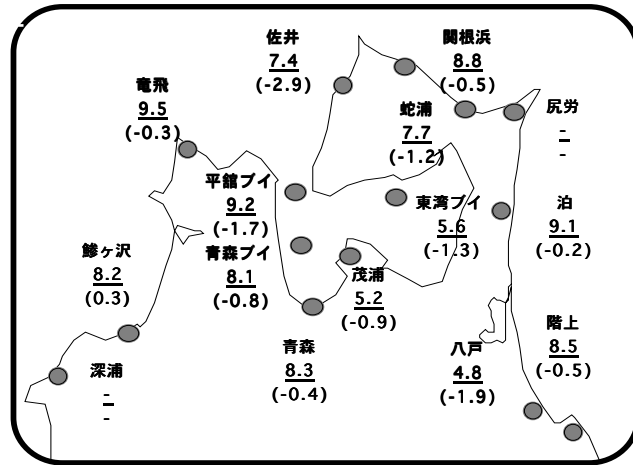 佐井
7.4
(-2.9)
関根浜
8.8
(-0.5)
竜飛
9.5
(-0.3)
蛇浦
7.7
(-1.2)
尻労
-
-
平舘ブイ
9.2
(-1.7)
東湾ブイ
5.6
(-1.3)
泊
9.1
(-0.2)
鰺ヶ沢
8.2
(0.3)
青森ブイ
8.1
(-0.8)
茂浦
5.2
(-0.9)
階上
8.5
(-0.5)
青森
8.3
(-0.4)
八戸
4.8
(-1.9)
深浦
-
-